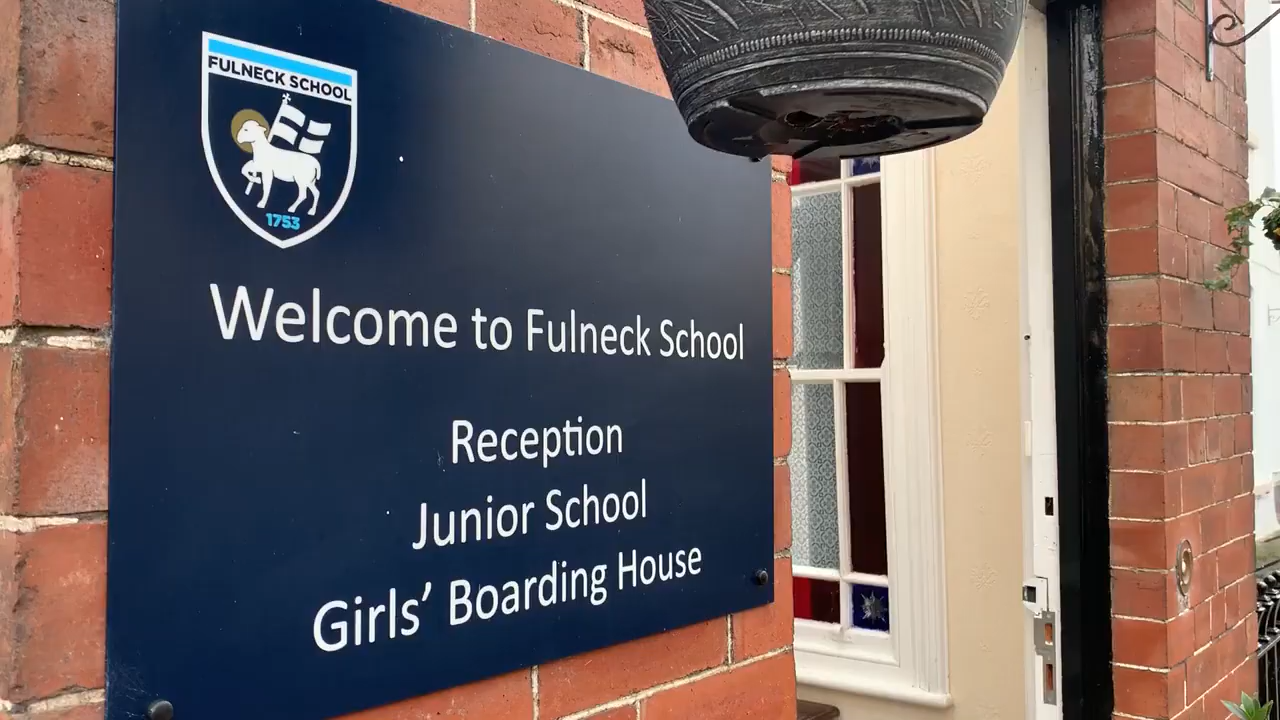 FULNECK SCHOOL
1753
Welcome to Fulneck School
Reception
Junior School
Girls’ Boarding House